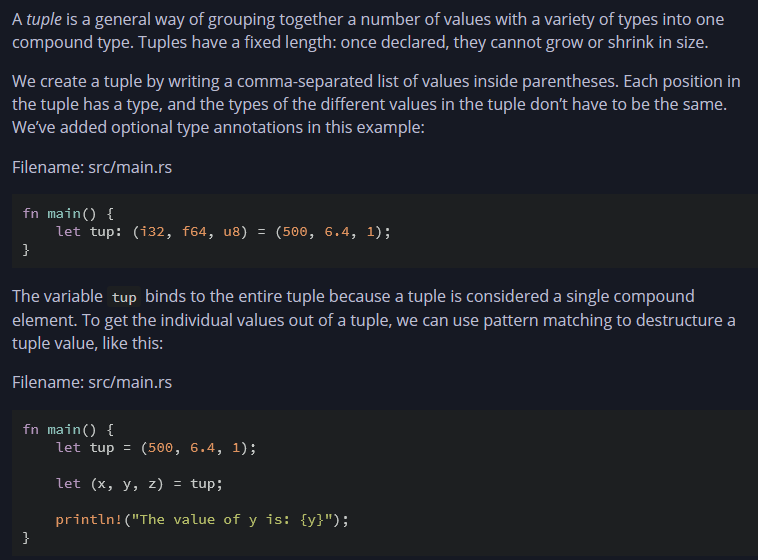 A tuple is a general way of grouping together a number of values with a variety of types into one
compound type. Tuples have a fixed length: once declared, they cannot grow or shrink in size.
We create a tuple by writing a comma-separated list of values inside parentheses. Each position in
the tuple has a type, and the types of the different values in the tuple don’t have to be the same.
We’ve added optional type annotations in this example:
Filename: src/main.rs
fn main() {
    let tup: (i32, f64, u8) = (500, 6.4, 1);
}
The variable tup binds to the entire tuple because a tuple is considered a single compound
element. To get the individual values out of a tuple, we can use pattern matching to destructure a
tuple value, like this:
Filename: src/main.rs
fn main() {
    let tup = (500, 6.4, 1);
    let (x, y, z) = tup;
    println!("The value of y is: {y}");
}